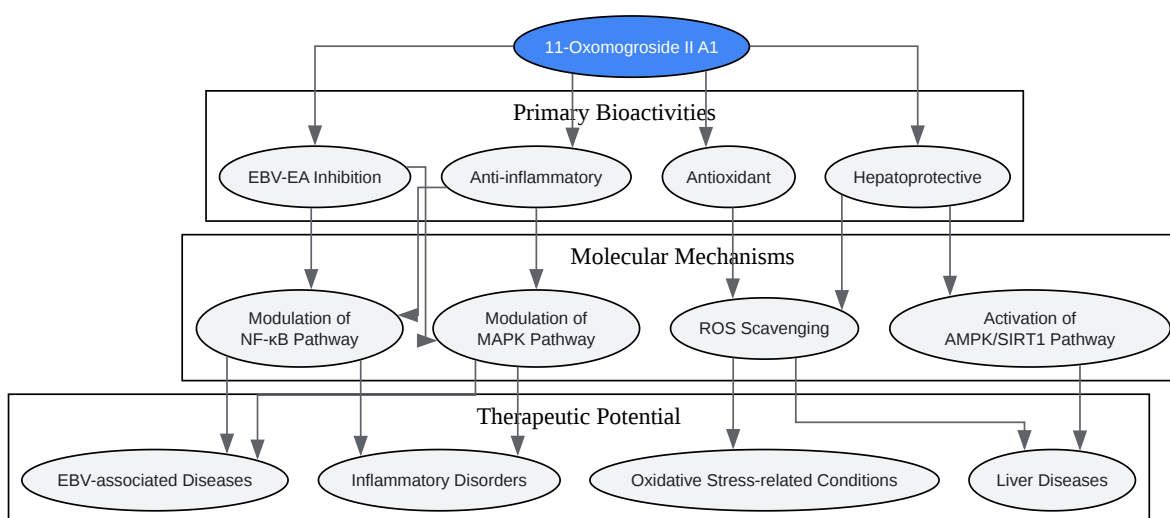 11-Oxomogroside II A1
Primary Bioactivities
EBV-EA Inhibition
Anti-inflammatory
Antioxidant
Hepatoprotective
Molecular Mechanisms
Modulation of
NF-κB Pathway
Modulation of
MAPK Pathway
ROS Scavenging
Activation of
AMPK/SIRT1 Pathway
Therapeutic Potential
EBV-associated Diseases
Inflammatory Disorders
Oxidative Stress-related Conditions
Liver Diseases